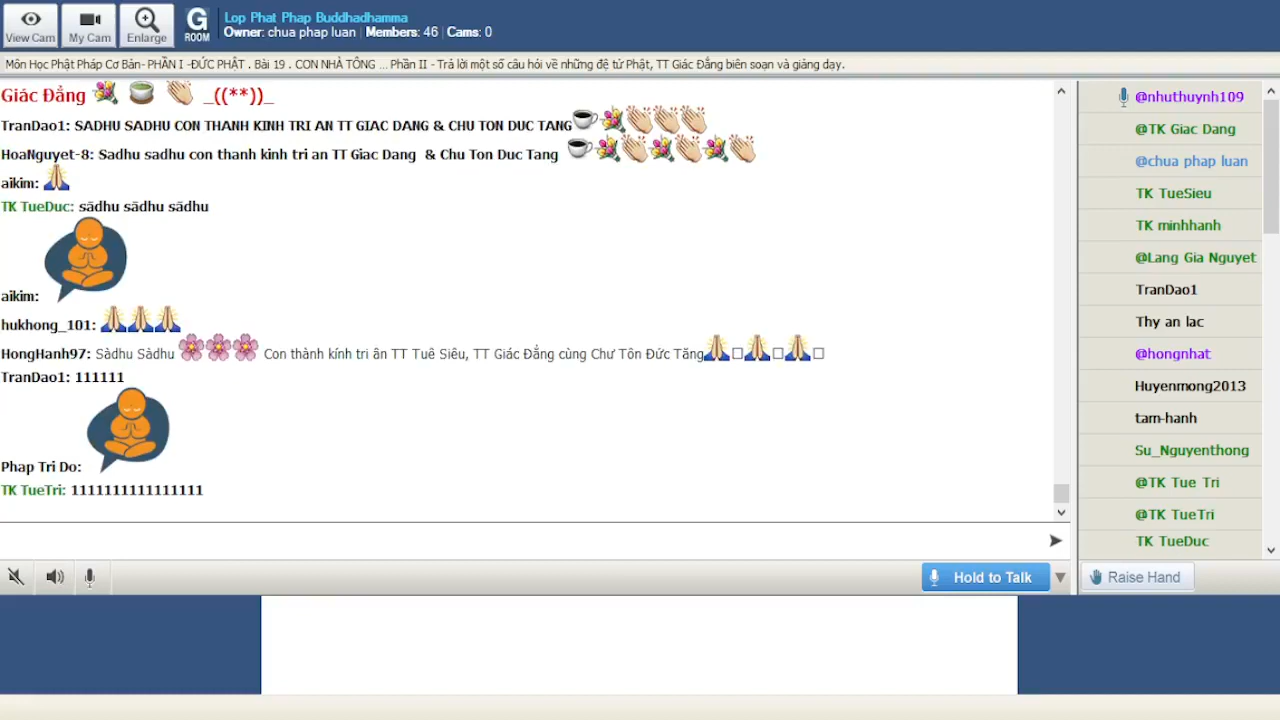 View Cam
My Cam
Enlarge
G
ROOM
Lop Phat Phap Buddhadhamma
Owner: chua phap luan | Members: 46 | Cams: 0
Môn Học Phật Pháp Cơ Bản- PHẦN I -ĐỨC PHẬT . Bài 19 . CON NHÀ TÔNG ... Phần II - Trả lời một số câu hỏi về những đệ tử Phật, TT Giác Đẳng biên soạn và giảng dạy.
Giác Đẳng _((**))_
TranDao1: SADHU SADHU CON THANH KINH TRI AN TT GIAC DANG & CHU TON DUC TANG
HoaNguyet-8: Sadhu sadhu con thanh kinh tri an TT Giac Dang & Chu Ton Duc Tang
aikim:
TK TueDuc: sādhu sādhu sādhu
aikim:
hukhong_101:
HongHanh97: Sàdhu Sàdhu Con thành kính tri ân TT Tuê Siêu, TT Giác Đẳng cùng Chư Tôn Đức Tăng
TranDao1: 111111
Phap Tri Do:
TK TueTri: 1111111111111111
@nhuthuynh109
@TK Giac Dang
@chua phap luan
TK TueSieu
TK minhhanh
@Lang Gia Nguyet
TranDao1
Thy an lac
@hongnhat
Huyenmong2013
tam-hanh
Su_Nguyenthong
@TK Tue Tri
@TK TueTri
TK TueDuc
Hold to Talk
Raise Hand